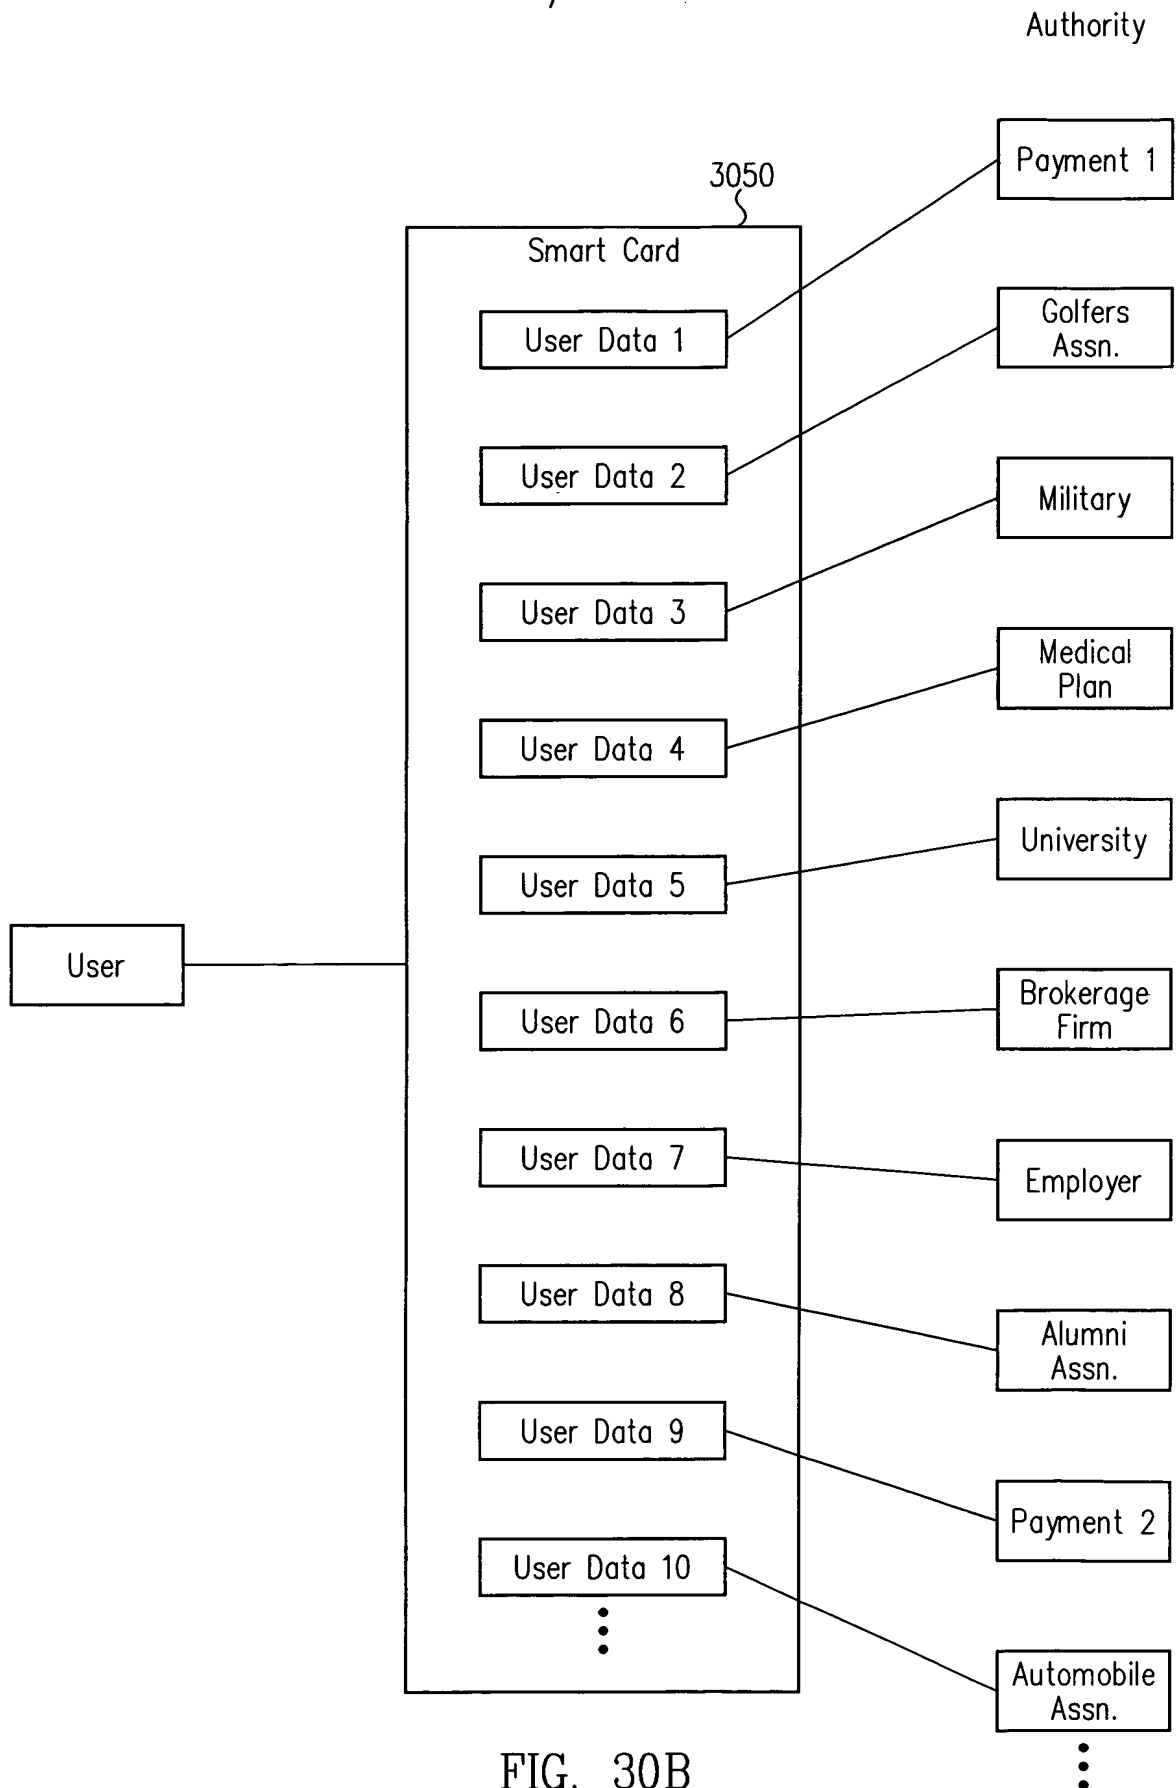 Authority
3050
Smart Card
User Data 1
User Data 2
User Data 3
User Data 4
User Data 5
User Data 6
User Data 7
User Data 8
User Data 9
User Data 10
User
Payment 1
Golfers
Assn.
Military
Medical
Plan
University
Brokerage
Firm
Employer
Alumni
Assn.
Payment 2
Automobile
Assn.
FIG. 30B